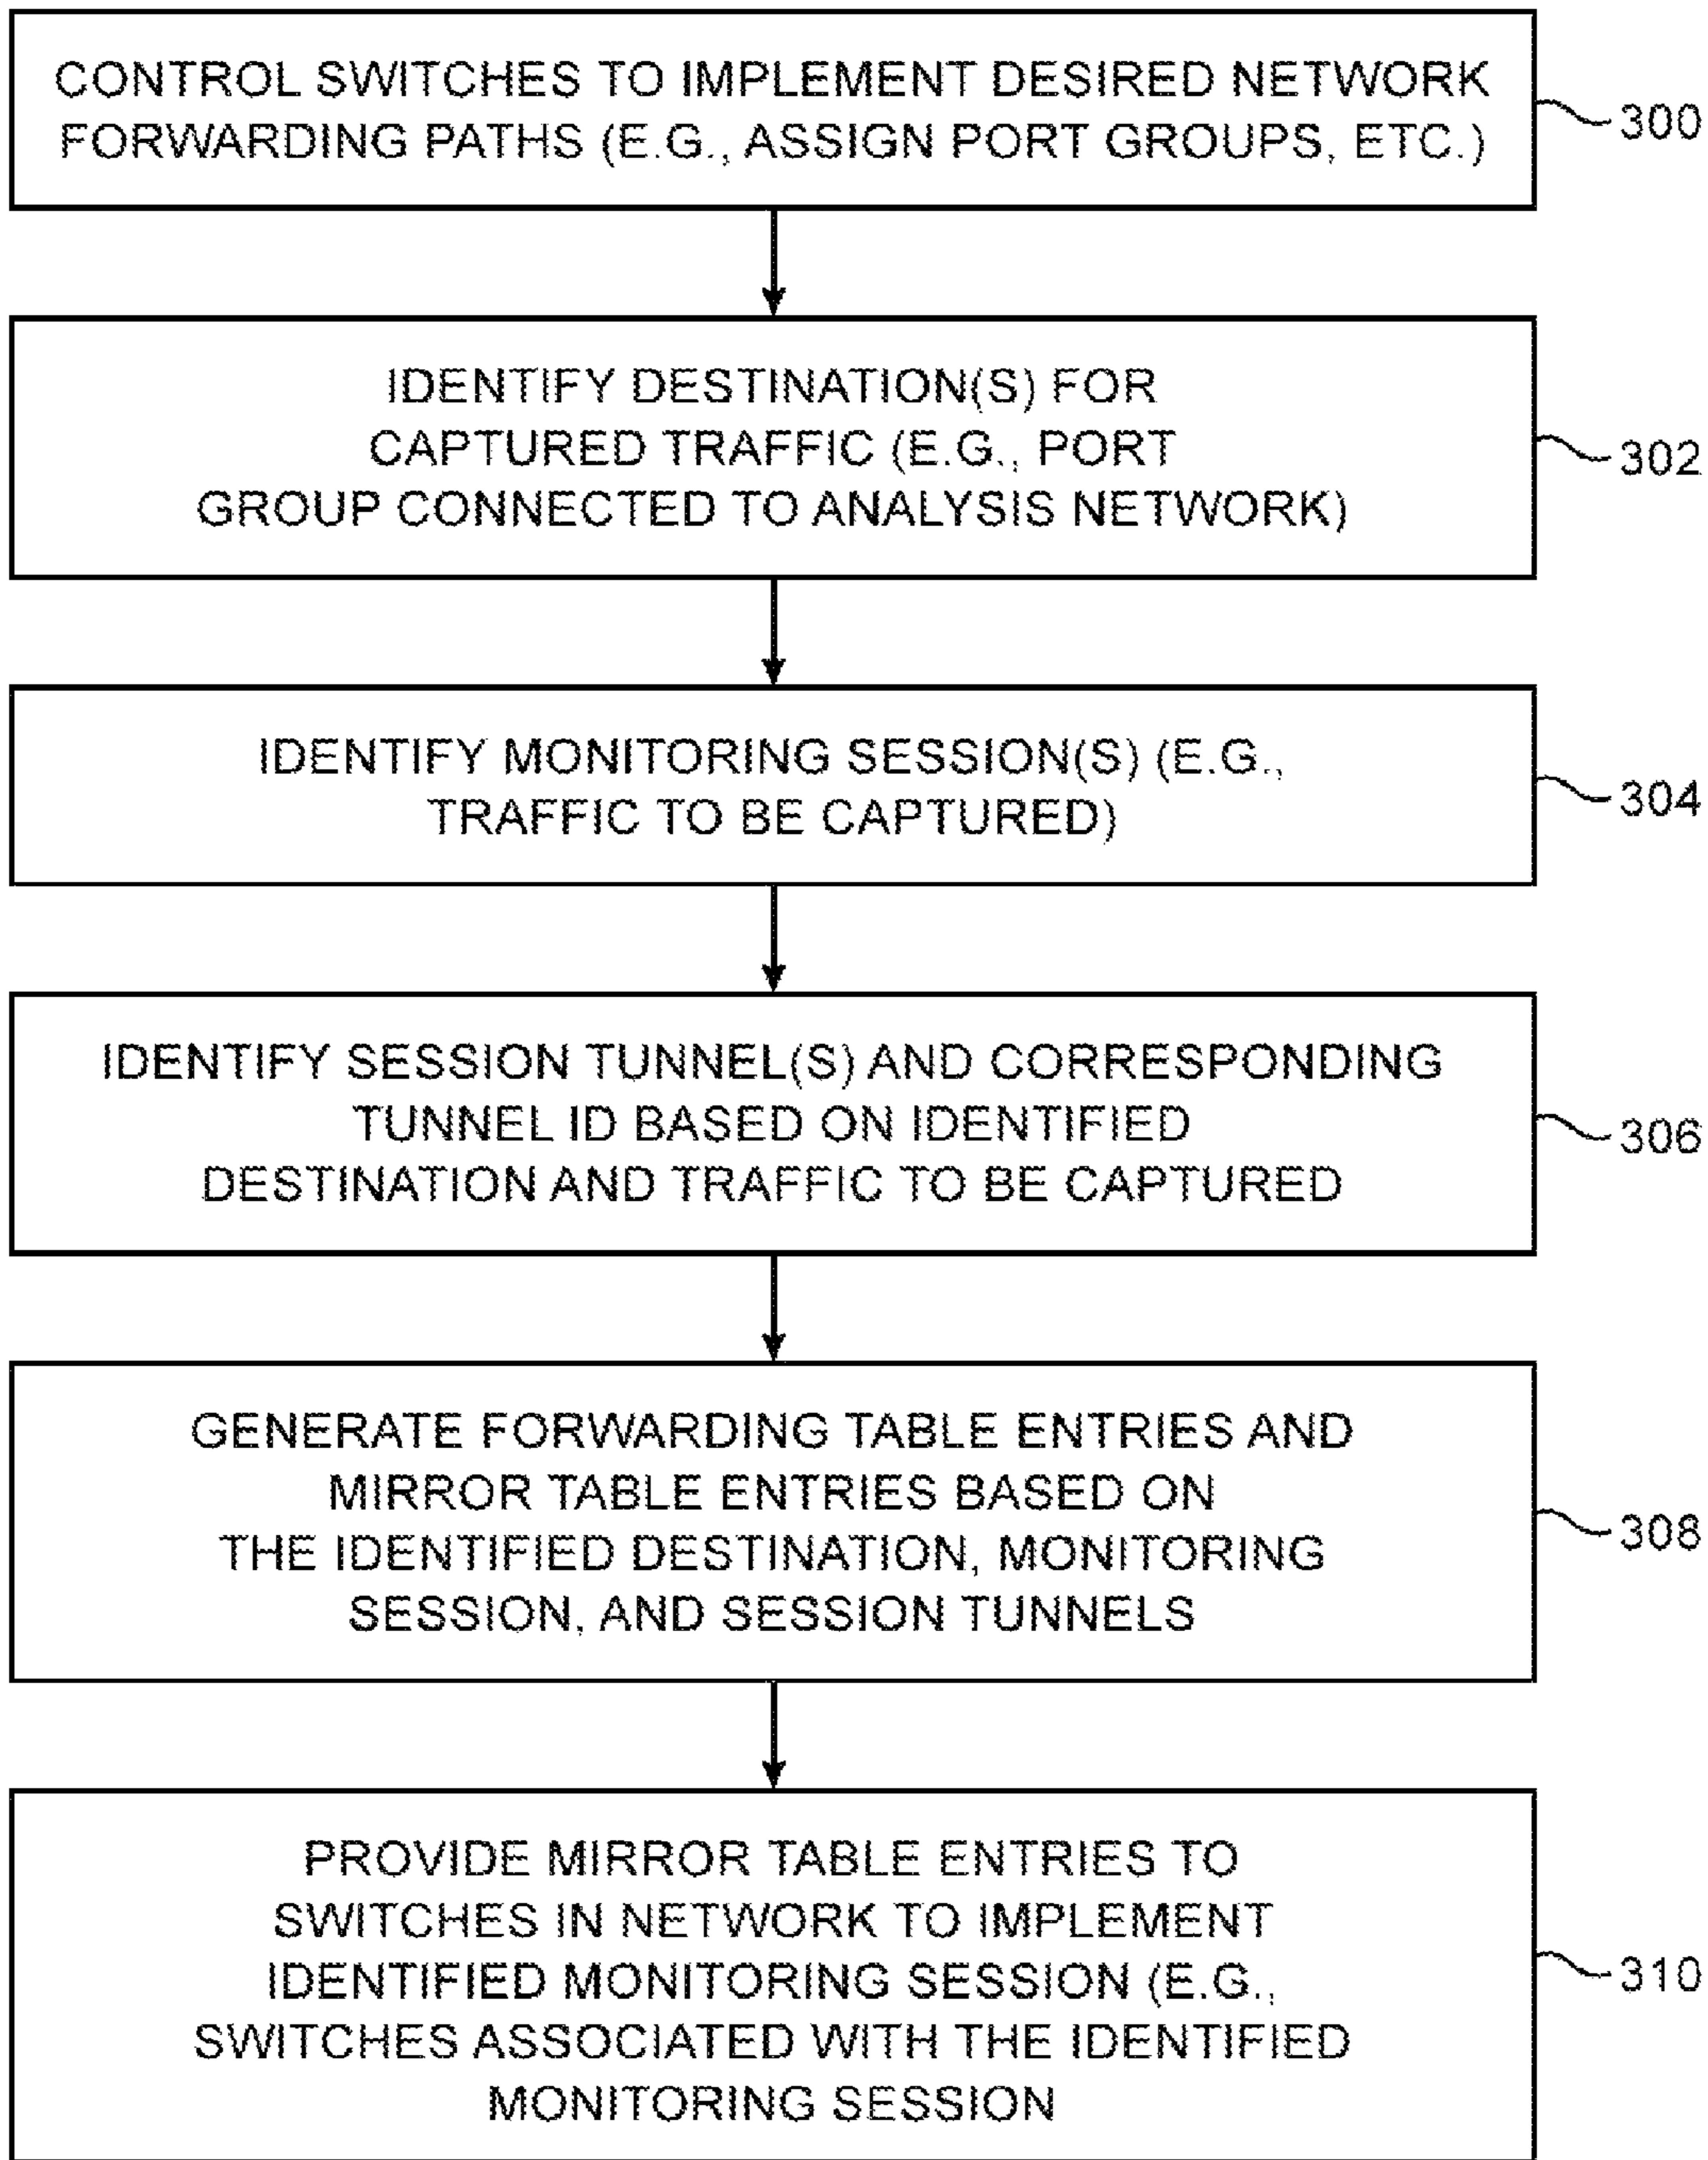 CONTROL SWITCHES TO IMPLEMENT DESIRED NETWORK
FORWARDING PATHS (E.G., ASSIGN PORT GROUPS, ETC.)
300
IDENTIFY DESTINATION(S) FOR
CAPTURED TRAFFIC (E.G., PORT
GROUP CONNECTED TO ANALYSIS NETWORK)
302
IDENTIFY MONITORING SESSION(S) (E.G.,
TRAFFIC TO BE CAPTURED)
304
IDENTIFY SESSION TUNNEL(S) AND CORRESPONDING
TUNNEL ID BASED ON IDENTIFIED
DESTINATION AND TRAFFIC TO BE CAPTURED
306
GENERATE FORWARDING TABLE ENTRIES AND
MIRROR TABLE ENTRIES BASED ON
THE IDENTIFIED DESTINATION, MONITORING
SESSION, AND SESSION TUNNELS
308
PROVIDE MIRROR TABLE ENTRIES TO
SWITCHES IN NETWORK TO IMPLEMENT
IDENTIFIED MONITORING SESSION (E.G.,
SWITCHES ASSOCIATED WITH THE IDENTIFIED
MONITORING SESSION
310